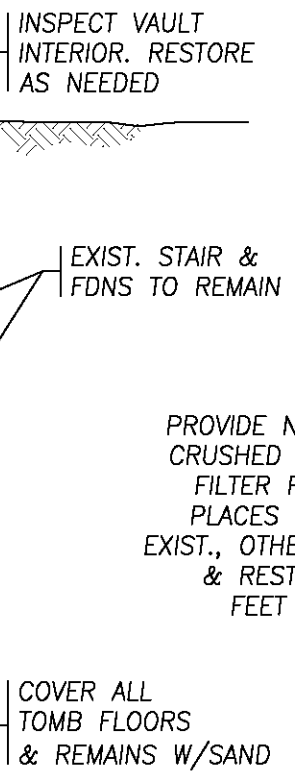 INSPECT VAULT
INTERIOR. RESTORE
AS NEEDED
EXIST. STAIR &
FDNS TO REMAIN
PROVIDE N
CRUSHED
FILTER F
PLACES
EXIST., OTHE
& REST
FEET
COVER ALL
TOMB FLOORS
& REMAINS W/SAND